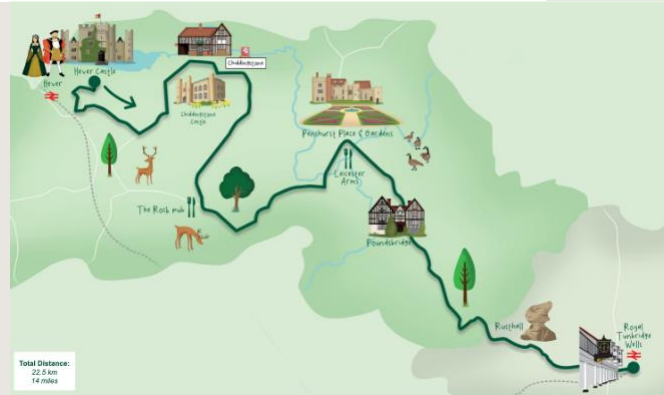 Hever Castle
Hever
Chiddingstone
Chiddingstone
Castle
Penshurst Place & Gardens
Leicester
Arms
The Rock pub
Poundsbridge
Rusthall
Royal
Tunbridge
Wells
Total Distance:
22.5 km
14 miles